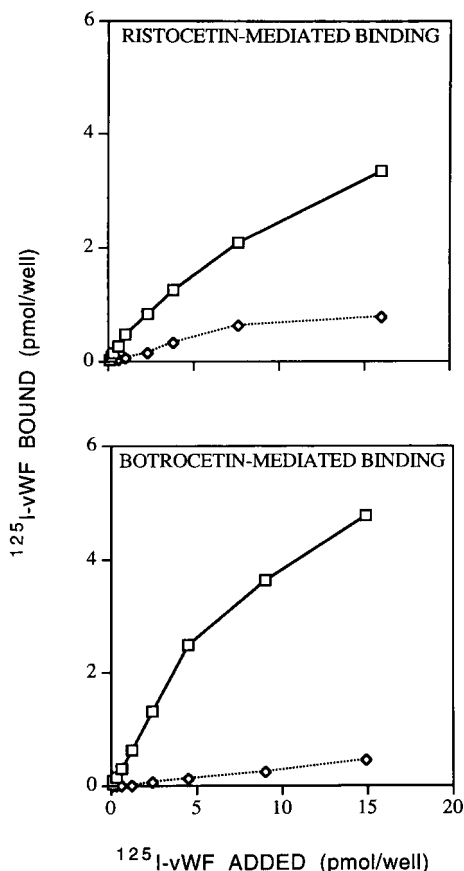 6
RISTOCETIN-MEDIATED BINDING
4
2
0
6
BOTROCETIN-MEDIATED BINDING
4
2
0
0 5 10 15 20
¹²⁵I-vWF BOUND (pmol/well)
¹²⁵I-vWF ADDED (pmol/well)